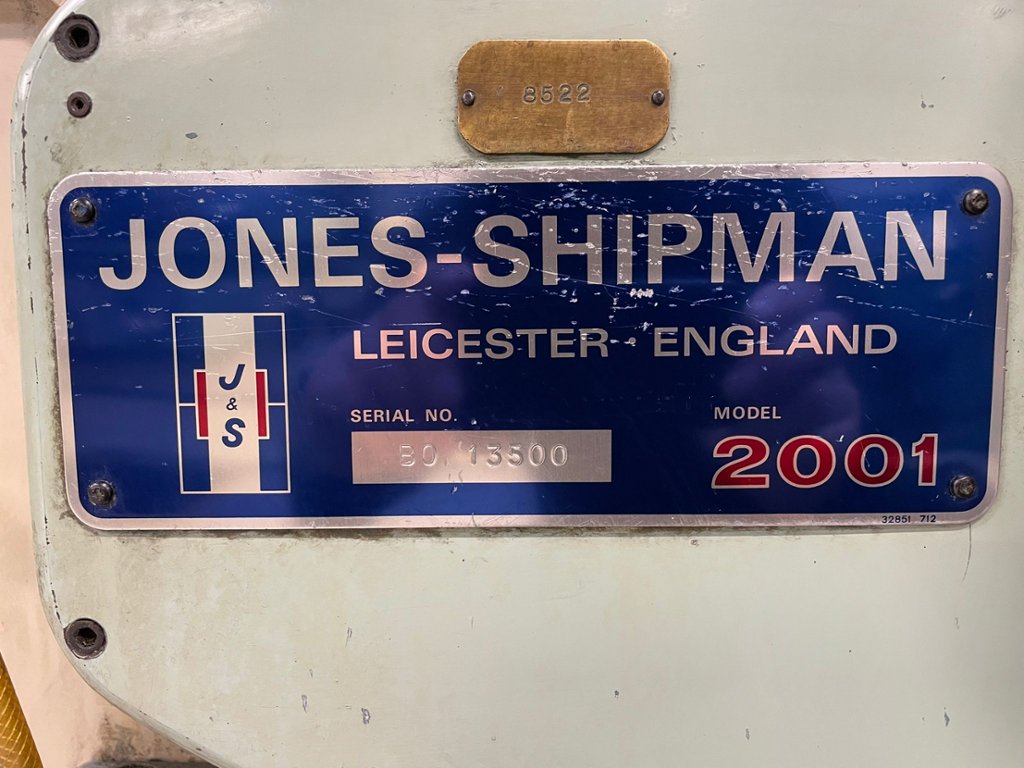 8522
JONES-SHIPMAN
LEICESTER ENGLAND
J
&
S
SERIAL NO.
BO 13500
MODEL
2001
32851 712